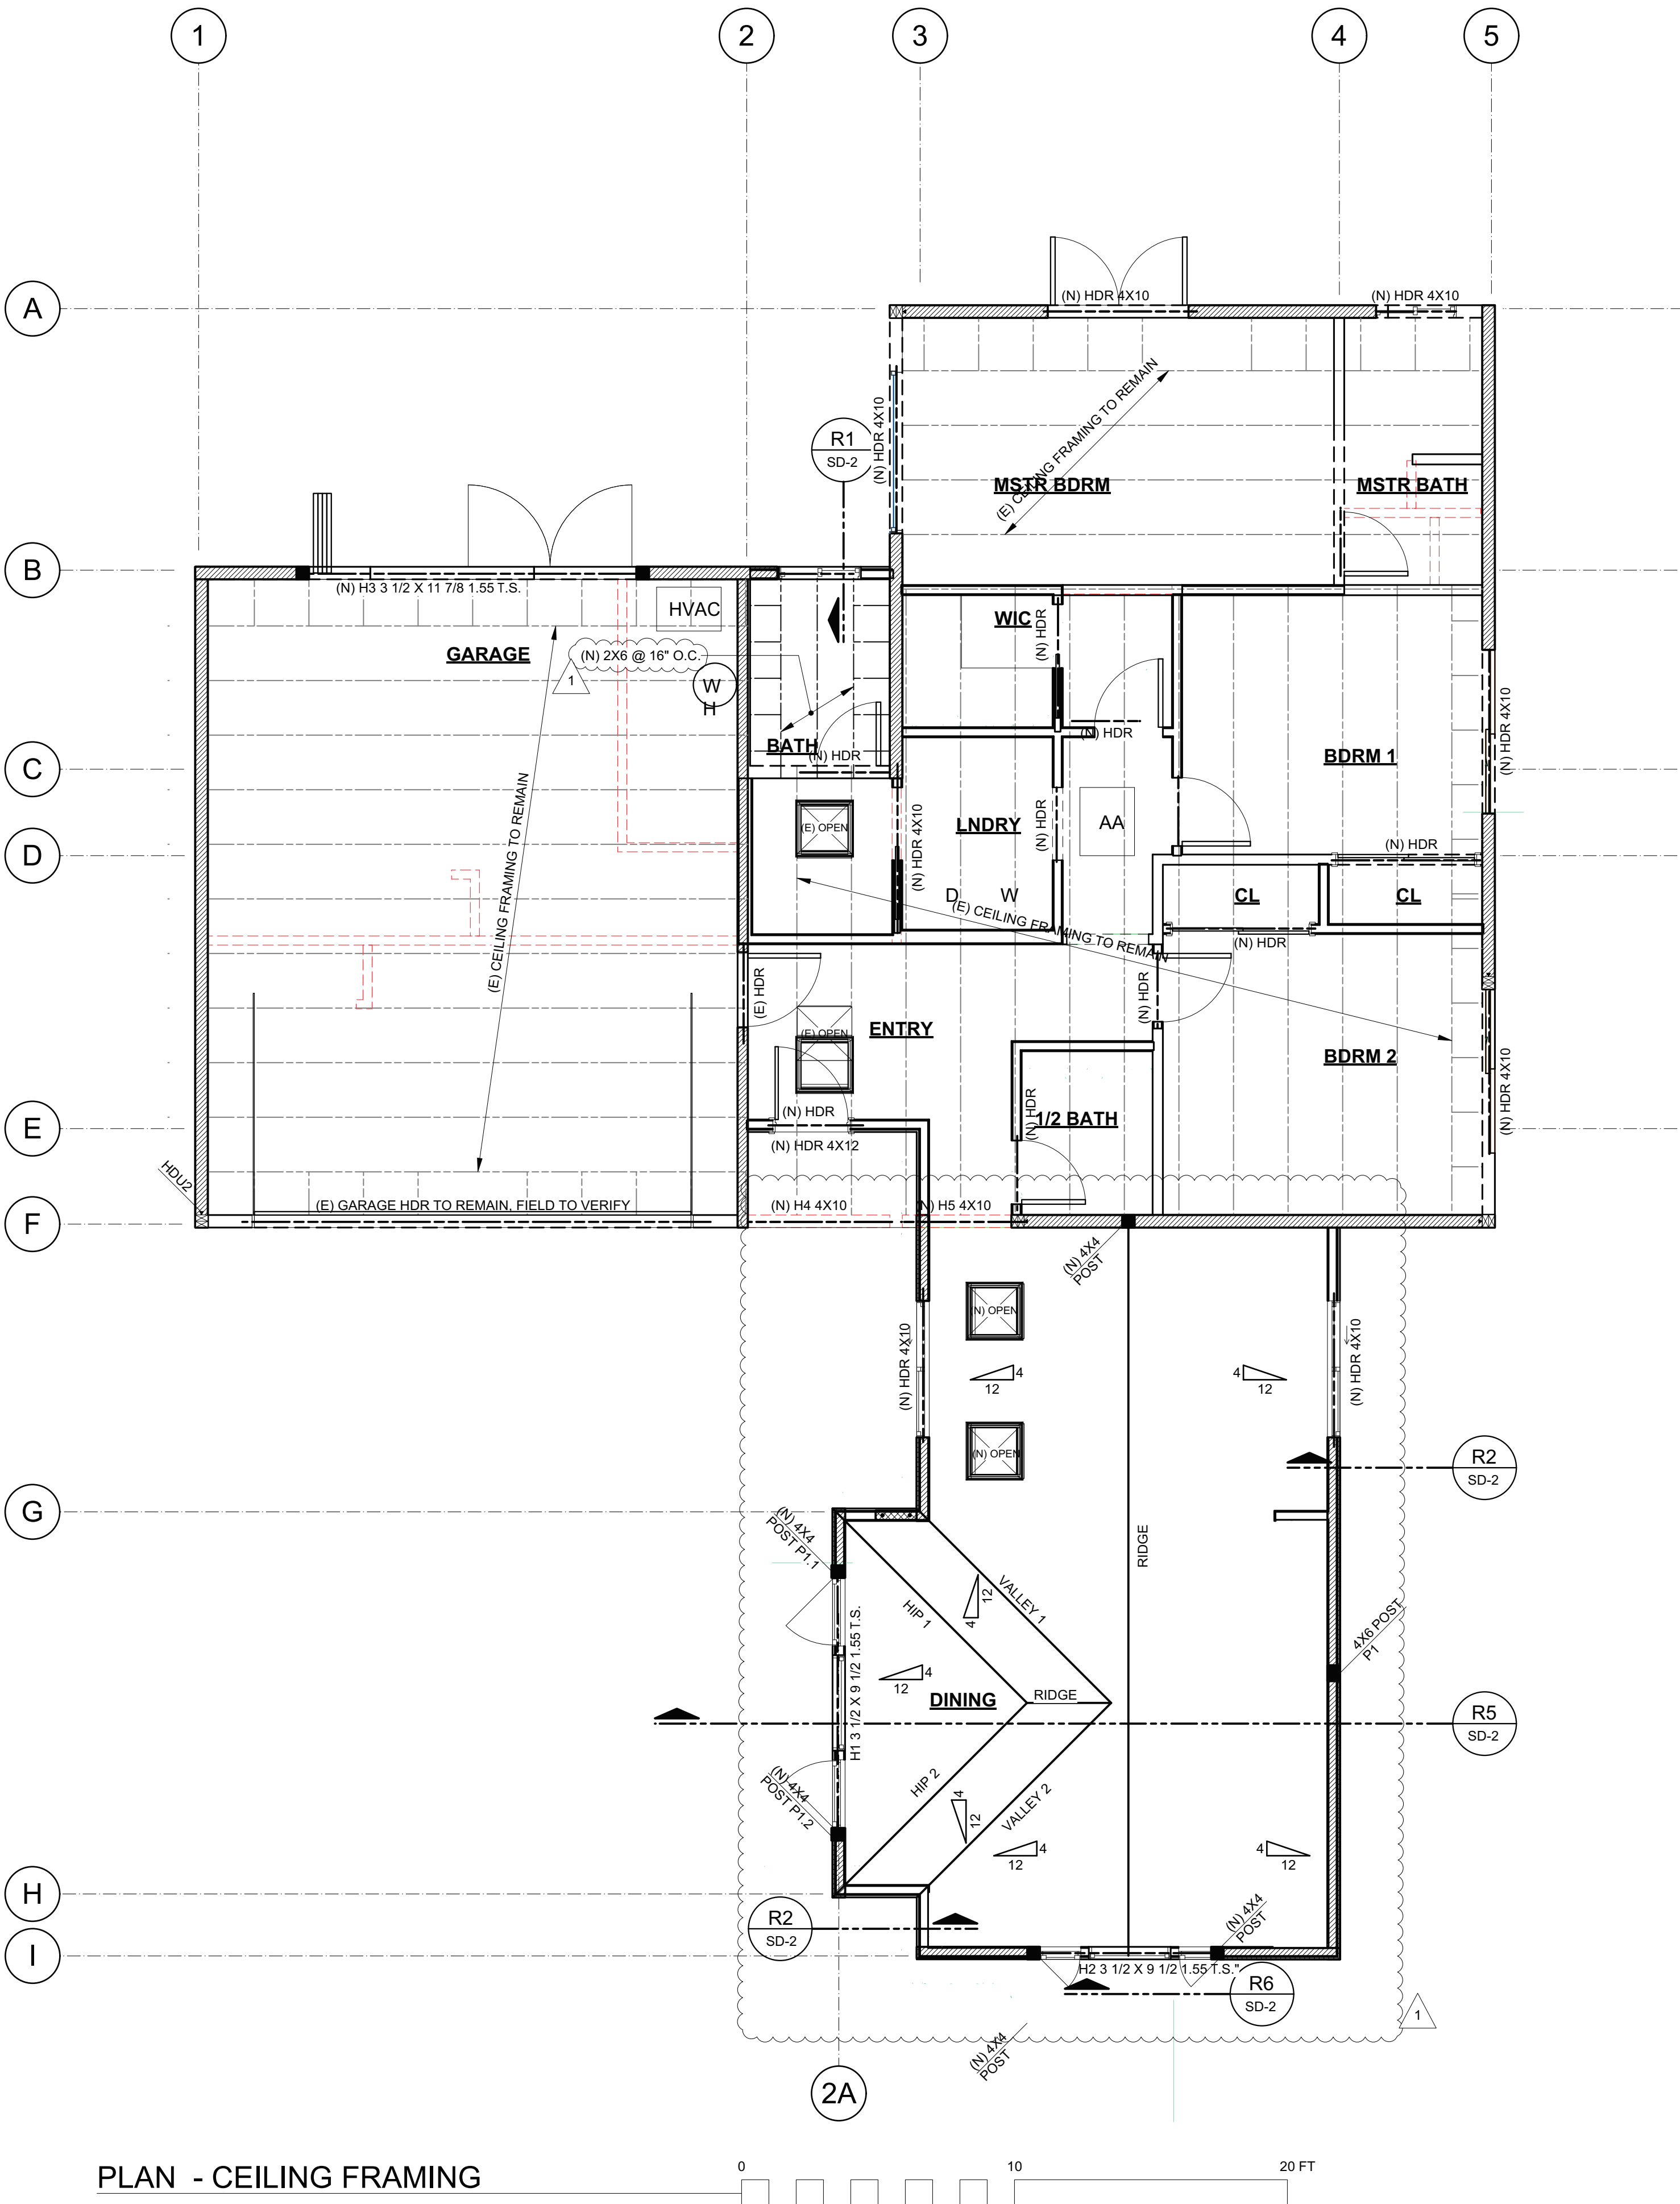 1
2
3
4
5
A
(N) HDR 4X10
(N) HDR 4X10
(N) HDR 4X10
R1
SD-2
(E) CEILING FRAMING TO REMAIN
MSTR BDRM
MSTR BATH
B
(N) H3 3 1/2 X 11 7/8 1.55 T.S.
HVAC
GARAGE
(N) 2X6 @ 16" O.C.
1
W
H
WIC
(N) HDR
(N) HDR
BATH
(N) HDR
BDRM 1
(N) HDR 4X10
C
(E) OPEN
(N) HDR 4X10
LNDRY
(N) HDR
AA
(N) HDR
D
(E) CEILING FRAMING TO REMAIN
D
W
(E) CEILING FRAMING TO REMAIN
CL
CL
(N) HDR
(E) HDR
(N) HDR
ENTRY
(E) OPEN
BDRM 2
(N) HDR 4X10
(N) HDR
1/2 BATH
(N) HDR
(N) HDR 4X12
E
HDU2
(E) GARAGE HDR TO REMAIN, FIELD TO VERIFY
(N) H4 4X10
(N) H5 4X10
F
(N) 4X4
POST
(N) OPEN
(N) HDR 4X10
4
12
4
12
(N) HDR 4X10
(N) OPEN
R2
SD-2
G
(N) 4X4
POST P1.1
RIDGE
HIP 1
4
12
VALLEY 1
4X6 POST
P1
H1 3 1/2 X 9 1/2 1.55 T.S.
4
12
DINING
RIDGE
R5
SD-2
(N) 4X4
POST P1.2
HIP 2
4
12
VALLEY 2
4
12
4
12
H
R2
SD-2
(N) 4X4
POST
I
H2 3 1/2 X 9 1/2 1.55 T.S."
R6
SD-2
1
(N) 4X4
POST
2A
PLAN - CEILING FRAMING
0
10
20 FT